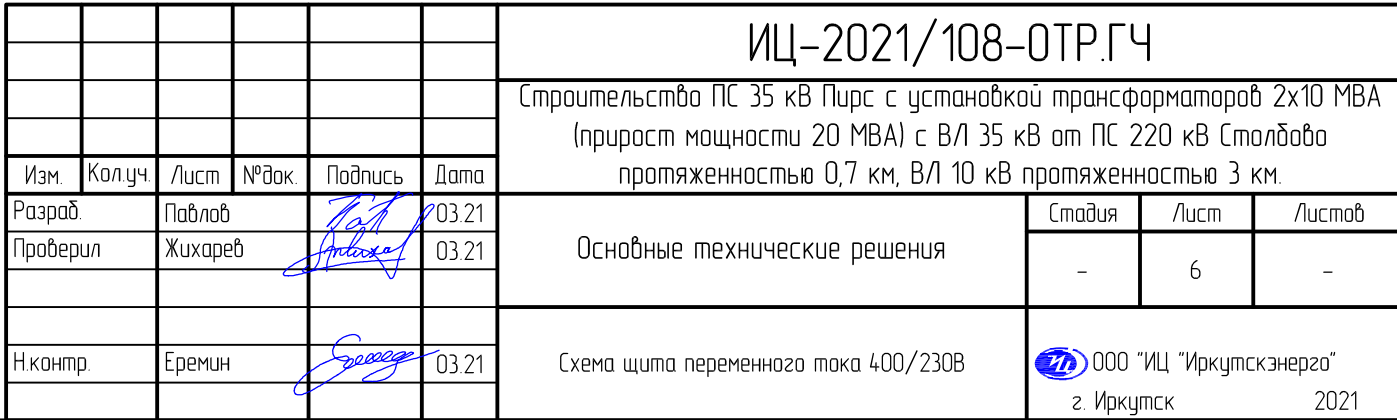 ИЦ-2021/108-ОТР.ГЧ
Строительство ПС 35 кВ Пирс с установкой трансформаторов 2х10 МВА
(прирост мощности 20 МВА) с ВЛ 35 кВ от ПС 220 кВ Столбово
протяженностью 0,7 км, ВЛ 10 кВ протяженностью 3 км.
Изм. Кол.уч. Лист №док. Подпись Дата
Разраб. Павлов 03.21
Проверил Жихарев 03.21
Н.контр. Еремин 03.21
Основные технические решения
Стадия Лист Листов
- 6 -
Схема щита переменного тока 400/230В
ИЦ ООО "ИЦ "Иркутскэнерго"
г. Иркутск 2021